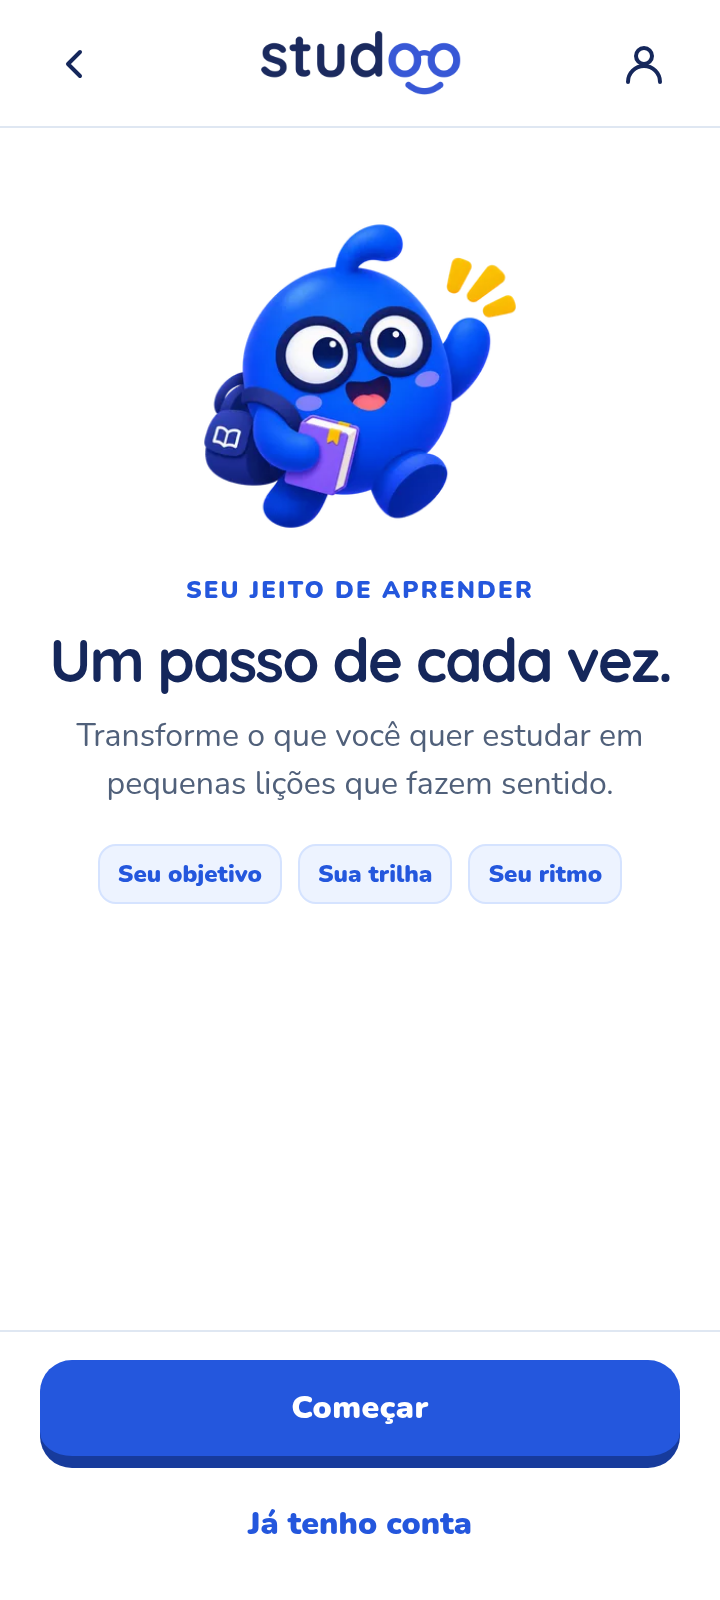 studoo
SEU JEITO DE APRENDER
Um passo de cada vez.
Transforme o que você quer estudar em
pequenas lições que fazem sentido.
Seu objetivo
Sua trilha
Seu ritmo
Começar
Já tenho conta